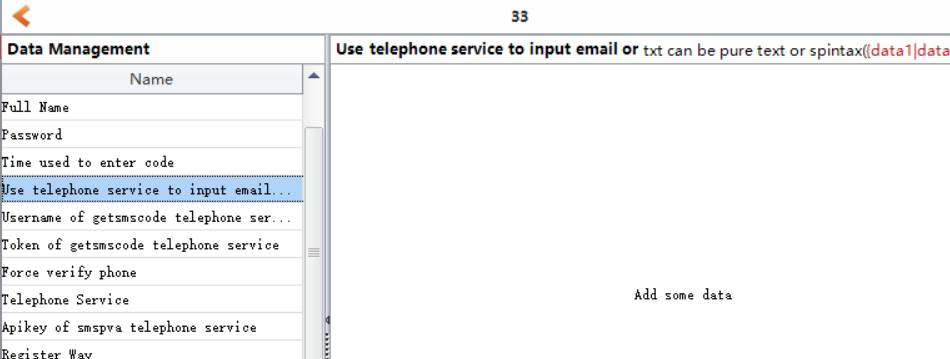 33
Data Management
Use telephone service to input email or txt can be pure text or spintax({data1|data
Name
Full Name
Password
Time used to enter code
Use telephone service to input email...
Username of getsmscode telephone ser...
Token of getsmscode telephone service
Force verify phone
Telephone Service
Apikey of smspva telephone service
Register Way
Add some data